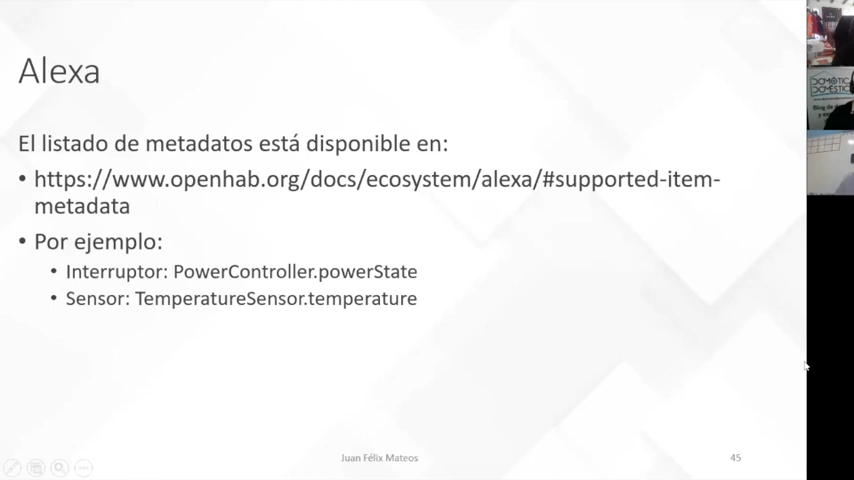 Alexa
El listado de metadatos está disponible en:
• https://www.openhab.org/docs/ecosystem/alexa/#supported-item-
metadata
• Por ejemplo:
• Interruptor: PowerController.powerState
• Sensor: TemperatureSensor.temperature
Juan Félix Mateos
45